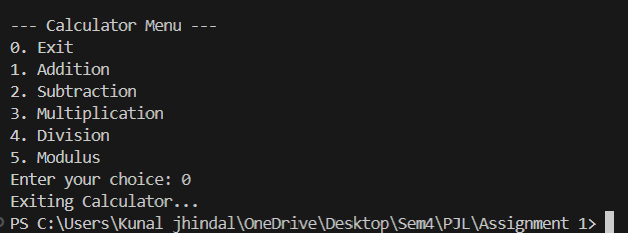 --- Calculator Menu ---
0. Exit
1. Addition
2. Subtraction
3. Multiplication
4. Division
5. Modulus
Enter your choice: 0
Exiting Calculator...
PS C:\Users\Kunal jhindal\OneDrive\Desktop\Sem4\PJL\Assignment 1>